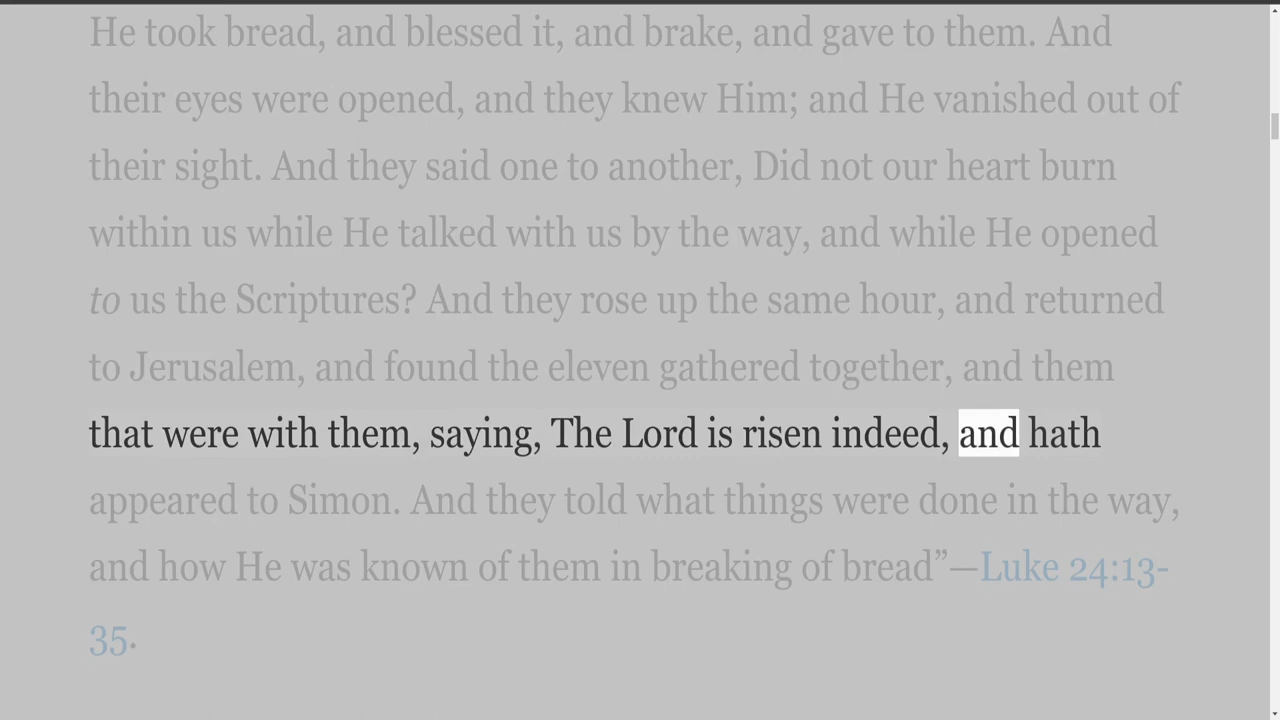 He took bread, and blessed it, and brake, and gave to them. And
their eyes were opened, and they knew Him; and He vanished out of
their sight. And they said one to another, Did not our heart burn
within us while He talked with us by the way, and while He opened
to us the Scriptures? And they rose up the same hour, and returned
to Jerusalem, and found the eleven gathered together, and them
that were with them, saying, The Lord is risen indeed, and hath
appeared to Simon. And they told what things were done in the way,
and how He was known of them in breaking of bread”—Luke 24:13-
35.